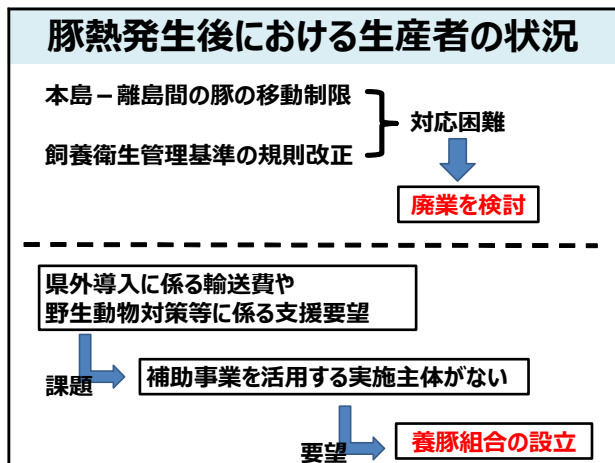 豚熱発生後における生産者の状況
本島－離島間の豚の移動制限
対応困難
飼養衛生管理基準の規則改正
廃業を検討
県外導入に係る輸送費や
野生動物対策等に係る支援要望
課題
補助事業を活用する実施主体がない
要望
養豚組合の設立